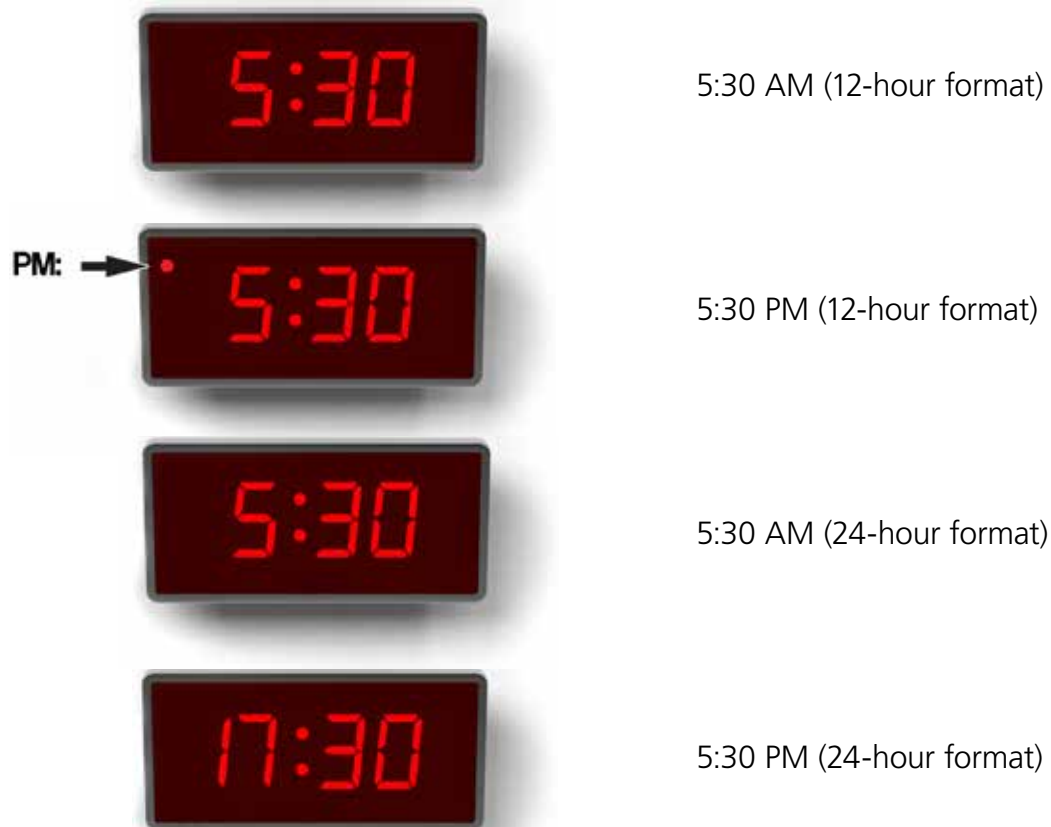 5:30
5:30 AM (12-hour format)
PM:
5:30
5:30 PM (12-hour format)
5:30
5:30 AM (24-hour format)
17:30
5:30 PM (24-hour format)